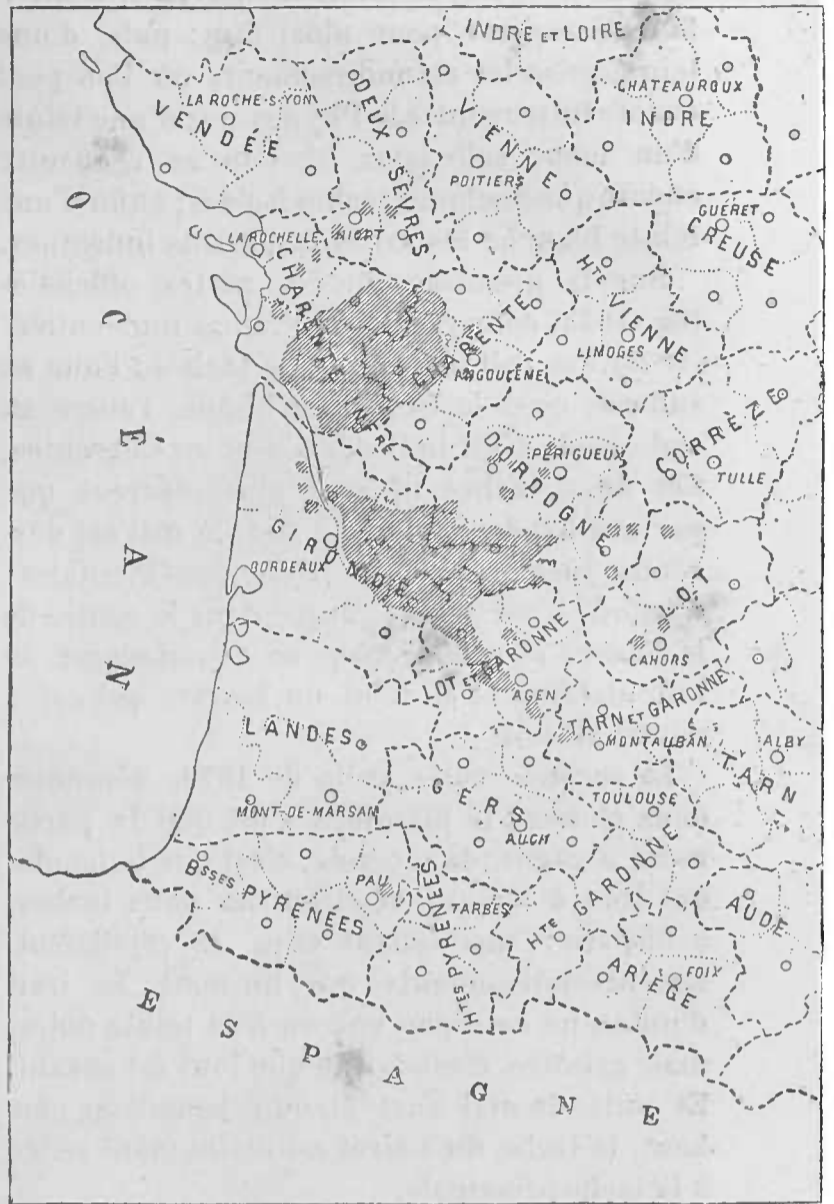 INDRE ET LOIRE
CHATEAUROUX
INDRE
LA ROCHE-S-YON
VENDÉE
DEUX SÈVRES
VIENNE
POITIERS
GUÉRET
CREUSE
LA ROCHELLE
NIORT
CHARENTE INFRE
CHARENTE
ANGOULÊME
HTE VIENNE
LIMOGES
CORRÈZE
TULLE
PÉRIGUEUX
DORDOGNE
GIRONDE
BORDEAUX
LOT
CAHORS
LOT ET GARONNE
AGEN
TARN ET GARONNE
MONTAUBAN
ALBY
TARN
LANDES
MONT-DE-MARSAN
GERS
AUCH
TOULOUSE
HTE GARONNE
BSSES PYRÉNÉES
PAU
TARBES
HTES PYRÉNÉES
ARIÈGE
FOIX
AUDE
OCÉAN
ESPAGNE